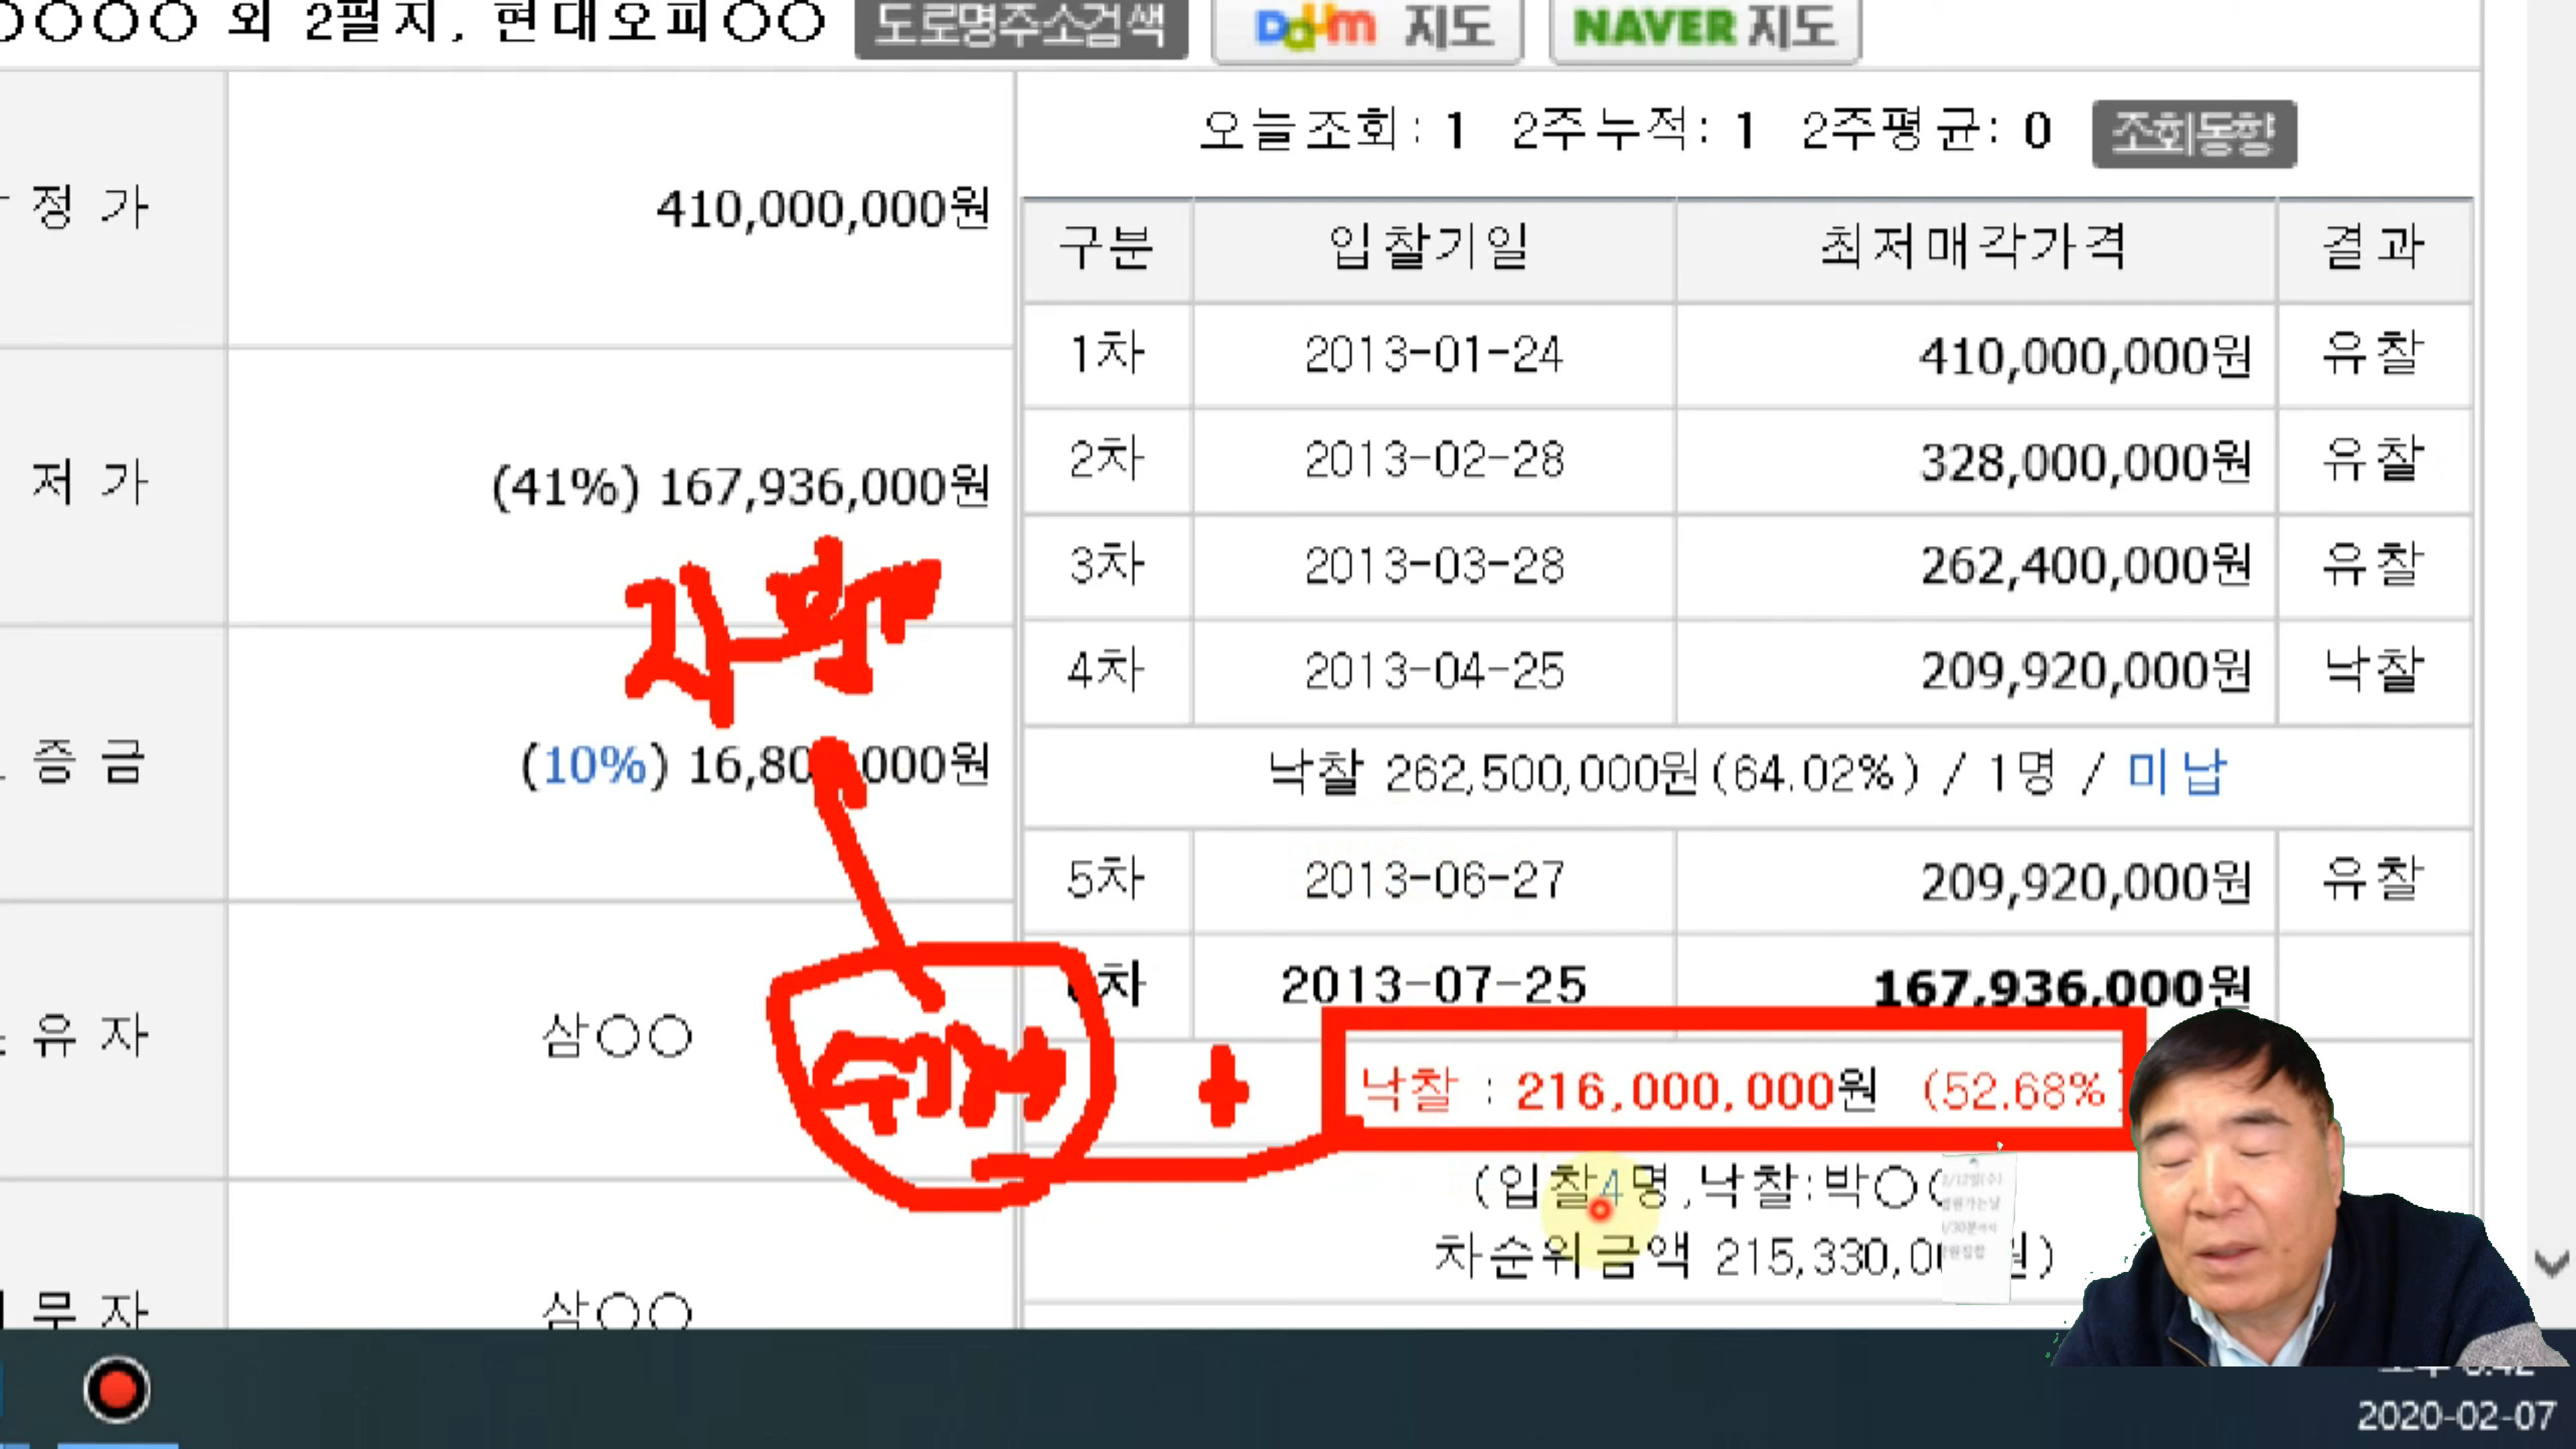 ○○○○ 외 2필지, 현대오피○○ 도로명주소검색 Daum 지도 NAVER 지도
오늘조회: 1 2주누적: 1 2주평균: 0 조회동향
정가 410,000,000원
저가 (41%) 167,936,000원
증금 (10%) 16,80 000원
유자 삼○○
무자 삼○○
구분 입찰기일 최저매각가격 결과
1차 2013-01-24 410,000,000원 유찰
2차 2013-02-28 328,000,000원 유찰
3차 2013-03-28 262,400,000원 유찰
4차 2013-04-25 209,920,000원 낙찰
낙찰 262,500,000원(64.02%) / 1명 / 미납
5차 2013-06-27 209,920,000원 유찰
차 2013-07-25 167,936,000원
+
낙찰 : 216,000,000원 (52.68%
(입찰4명,낙찰:박○
차순위금액 215,330,0 원)
2020-02-07